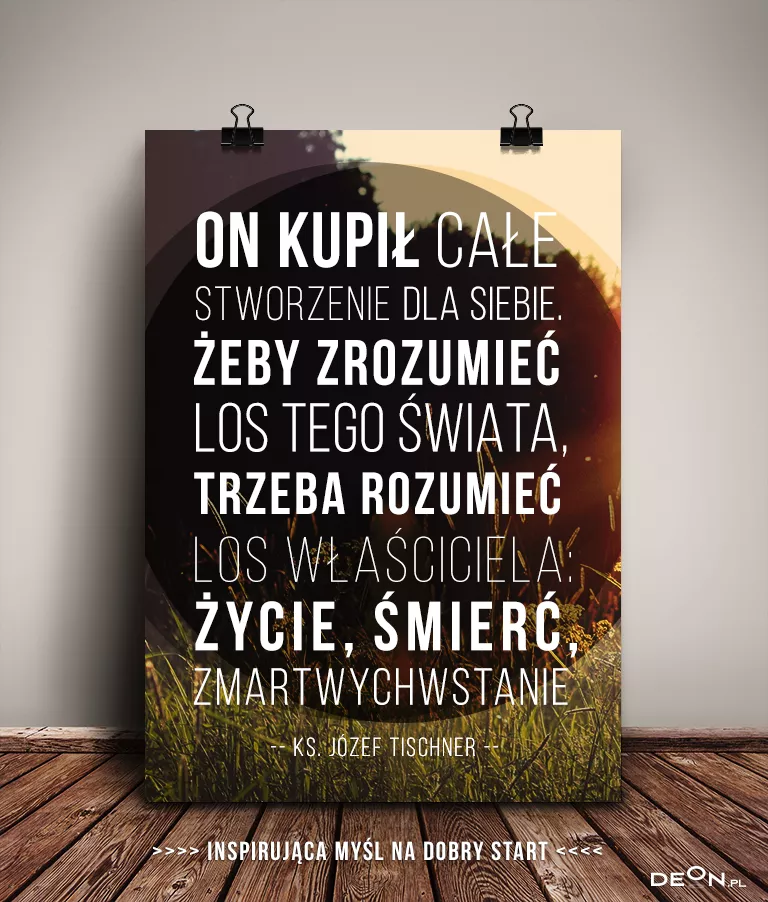 ON KUPIŁ CAŁE
STWORZENIE DLA SIEBIE.
ŻEBY ZROZUMIEĆ
LOS TEGO ŚWIATA,
TRZEBA ROZUMIEĆ
LOS WŁAŚCICIELA:
ŻYCIE, ŚMIERĆ,
ZMARTWYCHWSTANIE
-- KS. JÓZEF TISCHNER --
>>>> INSPIRUJĄCA MYŚL NA DOBRY START <<<<
DEON.PL